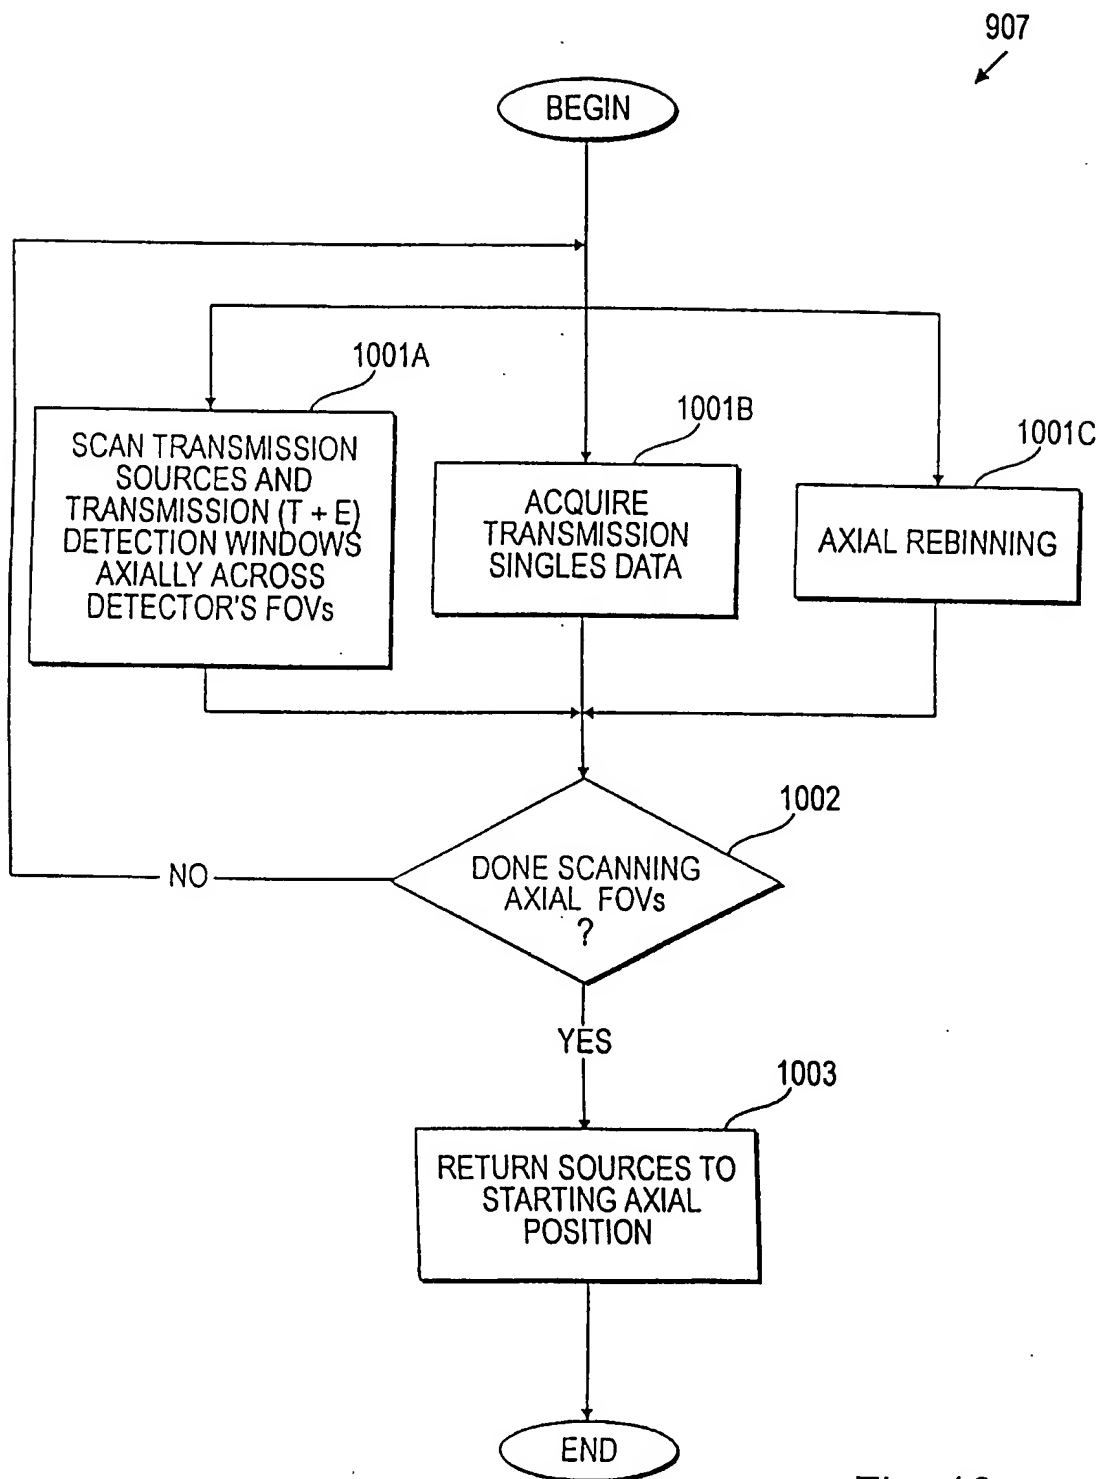 907
BEGIN
1001A
SCAN TRANSMISSION
SOURCES AND
TRANSMISSION (T + E)
DETECTION WINDOWS
AXIALLY ACROSS
DETECTOR'S FOVs
1001B
ACQUIRE
TRANSMISSION
SINGLES DATA
1001C
AXIAL REBINNING
1002
DONE SCANNING
AXIAL FOVs
?
NO
YES
1003
RETURN SOURCES TO
STARTING AXIAL
POSITION
END